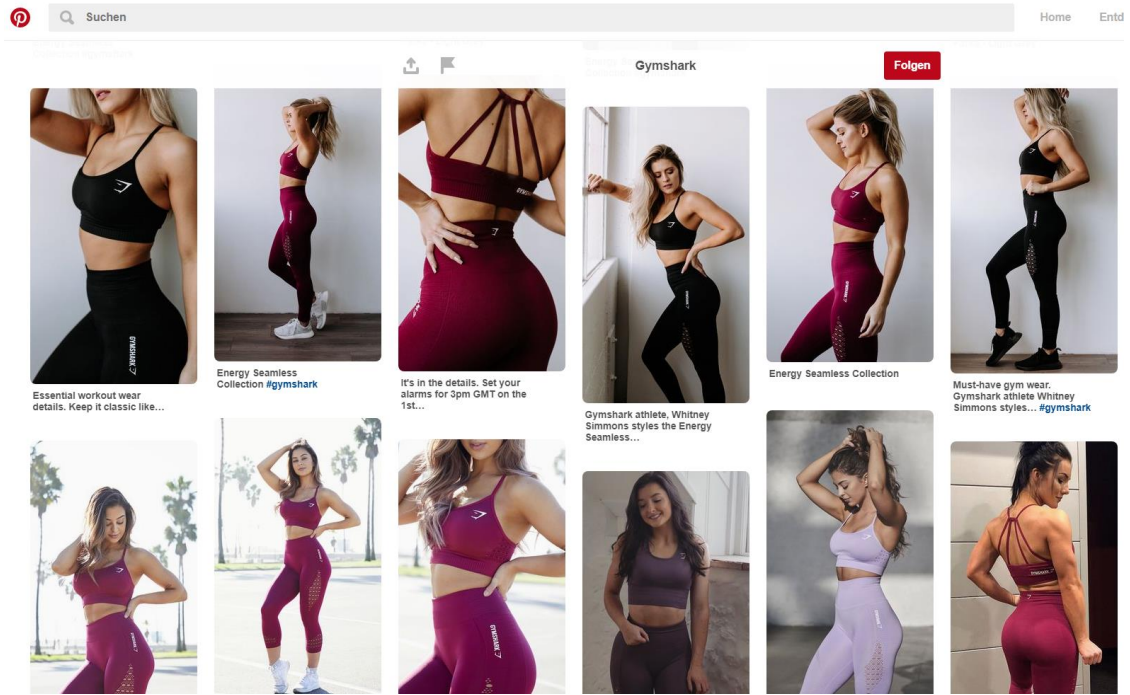 Suchen
Home
Entd
Gymshark
Folgen
GYMSHARK
Essential workout wear
details. Keep it classic like...
Energy Seamless
Collection #gymshark
It's in the details. Set your
alarms for 3pm GMT on the
1st...
Gymshark athlete, Whitney
Simmons styles the Energy
Seamless...
Energy Seamless Collection
Must-have gym wear.
Gymshark athlete Whitney
Simmons styles... #gymshark
GYMSHARK